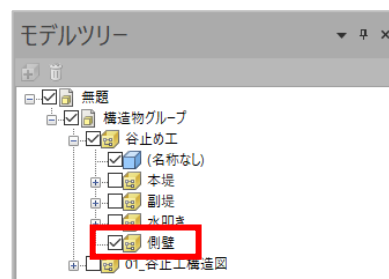 モデルツリー
無題
構造物グループ
谷止め工
(名称なし)
本堤
副堤
水叩き
側壁
01_谷止工構造図